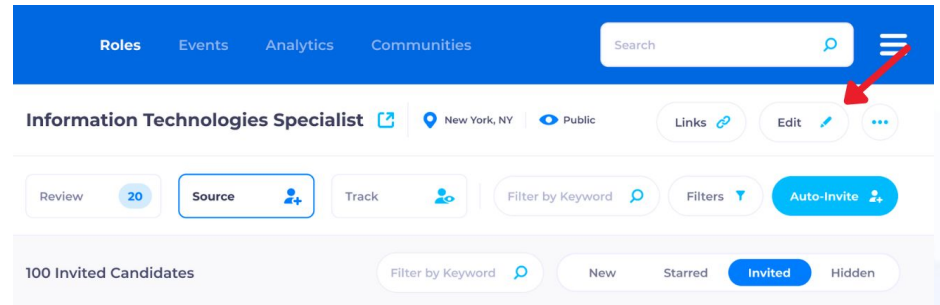 Roles Events Analytics Communities Search
Information Technologies Specialist New York, NY Public Links Edit
Review 20 Source Track Filter by Keyword Filters Auto-Invite
100 Invited Candidates Filter by Keyword New Starred Invited Hidden